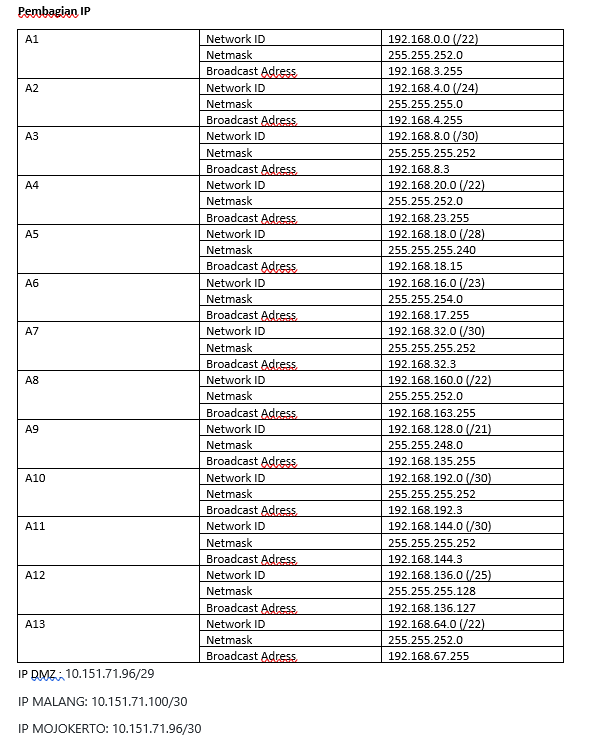 Pembagian IP
A1 Network ID 192.168.0.0 (/22)
Netmask 255.255.252.0
Broadcast Adress 192.168.3.255
A2 Network ID 192.168.4.0 (/24)
Netmask 255.255.255.0
Broadcast Adress 192.168.4.255
A3 Network ID 192.168.8.0 (/30)
Netmask 255.255.255.252
Broadcast Adress 192.168.8.3
A4 Network ID 192.168.20.0 (/22)
Netmask 255.255.252.0
Broadcast Adress 192.168.23.255
A5 Network ID 192.168.18.0 (/28)
Netmask 255.255.255.240
Broadcast Adress 192.168.18.15
A6 Network ID 192.168.16.0 (/23)
Netmask 255.255.254.0
Broadcast Adress 192.168.17.255
A7 Network ID 192.168.32.0 (/30)
Netmask 255.255.255.252
Broadcast Adress 192.168.32.3
A8 Network ID 192.168.160.0 (/22)
Netmask 255.255.252.0
Broadcast Adress 192.168.163.255
A9 Network ID 192.168.128.0 (/21)
Netmask 255.255.248.0
Broadcast Adress 192.168.135.255
A10 Network ID 192.168.192.0 (/30)
Netmask 255.255.255.252
Broadcast Adress 192.168.192.3
A11 Network ID 192.168.144.0 (/30)
Netmask 255.255.255.252
Broadcast Adress 192.168.144.3
A12 Network ID 192.168.136.0 (/25)
Netmask 255.255.255.128
Broadcast Adress 192.168.136.127
A13 Network ID 192.168.64.0 (/22)
Netmask 255.255.252.0
Broadcast Adress 192.168.67.255
IP DMZ : 10.151.71.96/29
IP MALANG: 10.151.71.100/30
IP MOJOKERTO: 10.151.71.96/30